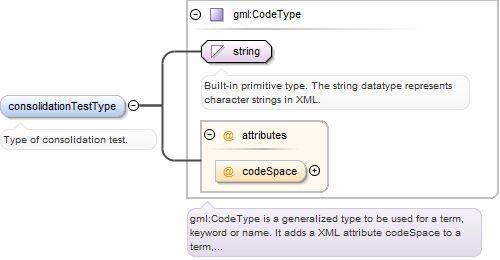 gml:CodeType
string
Built-in primitive type. The string datatype represents
character strings in XML.
consolidationTestType
Type of consolidation test.
@ attributes
@ codeSpace
gml:CodeType is a generalized type to be used for a term,
keyword or name. It adds a XML attribute codeSpace to a
term,...